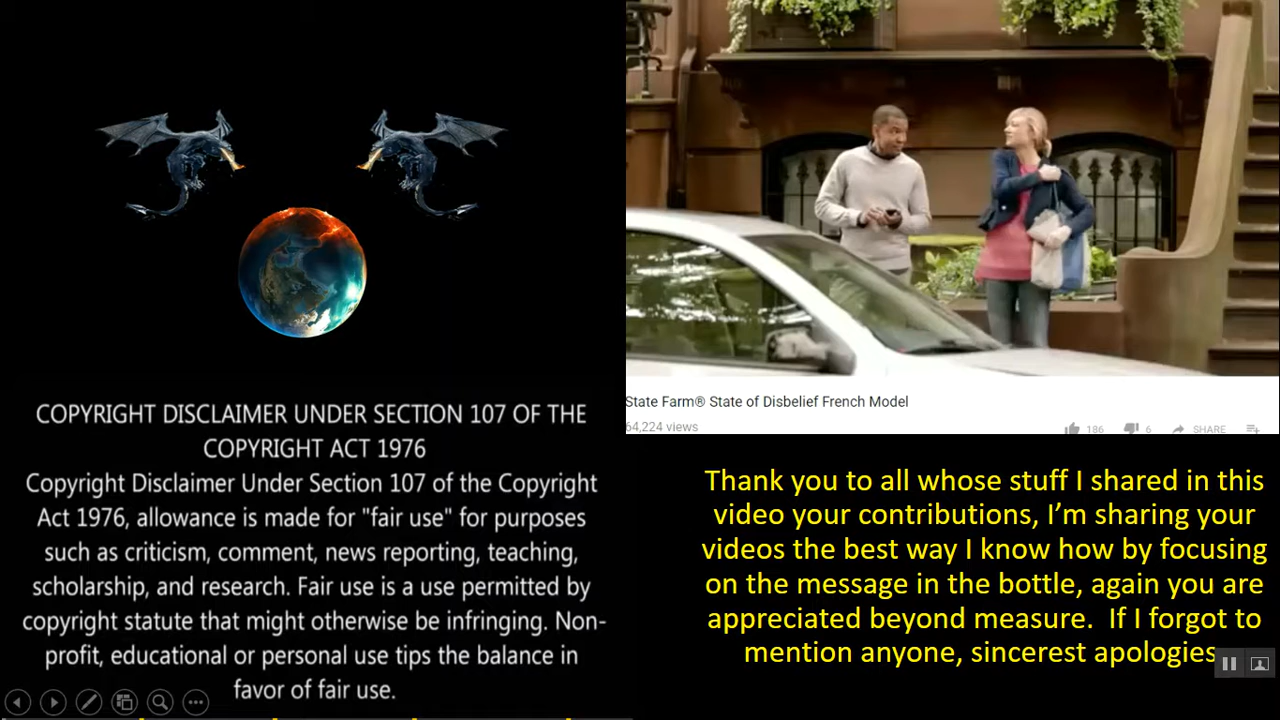 COPYRIGHT DISCLAIMER UNDER SECTION 107 OF THE
COPYRIGHT ACT 1976
Copyright Disclaimer Under Section 107 of the Copyright
Act 1976, allowance is made for "fair use" for purposes
such as criticism, comment, news reporting, teaching,
scholarship, and research. Fair use is a use permitted by
copyright statute that might otherwise be infringing. Non-
profit, educational or personal use tips the balance in
favor of fair use.
State Farm® State of Disbelief French Model
64,224 views
186 6 SHARE
Thank you to all whose stuff I shared in this
video your contributions, I’m sharing your
videos the best way I know how by focusing
on the message in the bottle, again you are
appreciated beyond measure.  If I forgot to
mention anyone, sincerest apologies.